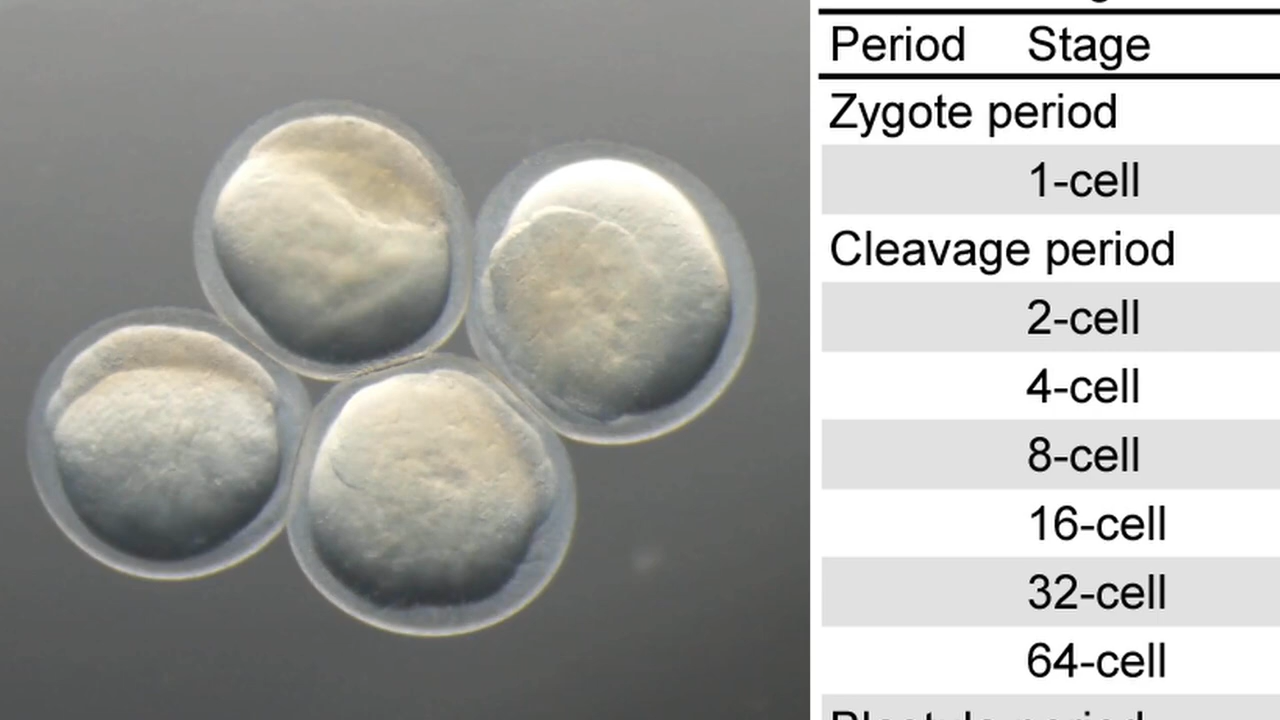 Period Stage
Zygote period
1-cell
Cleavage period
2-cell
4-cell
8-cell
16-cell
32-cell
64-cell